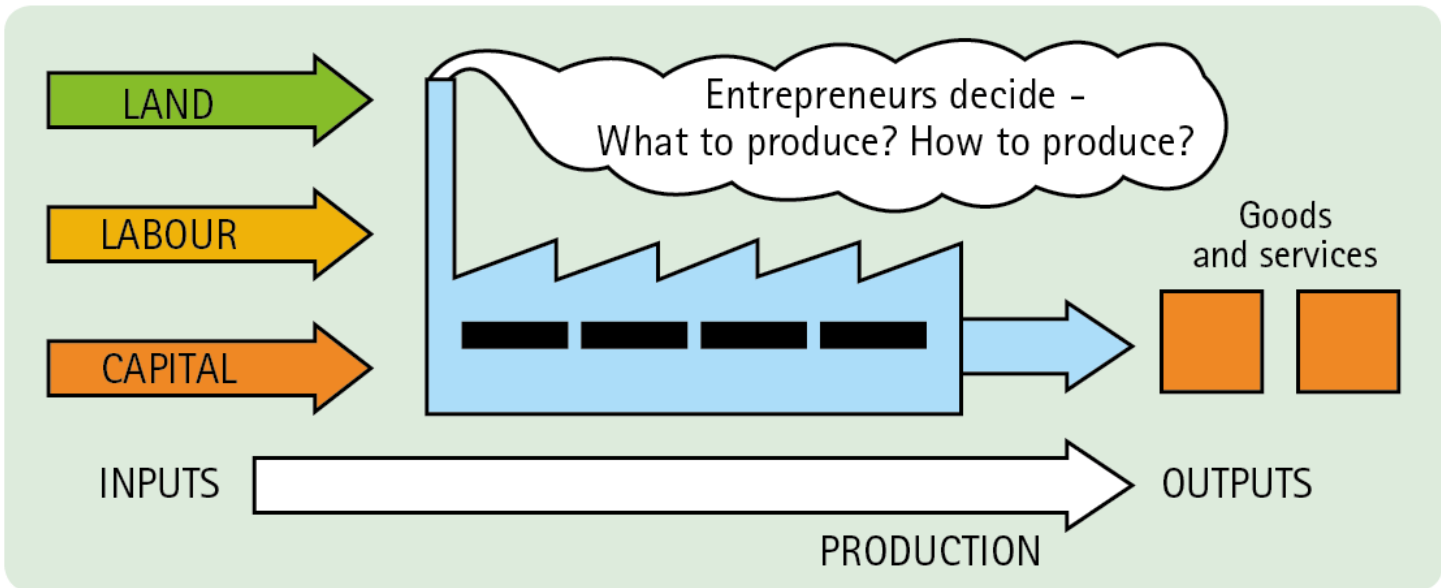 LAND
LABOUR
CAPITAL
Entrepreneurs decide -
What to produce? How to produce?
Goods
and services
INPUTS
OUTPUTS
PRODUCTION